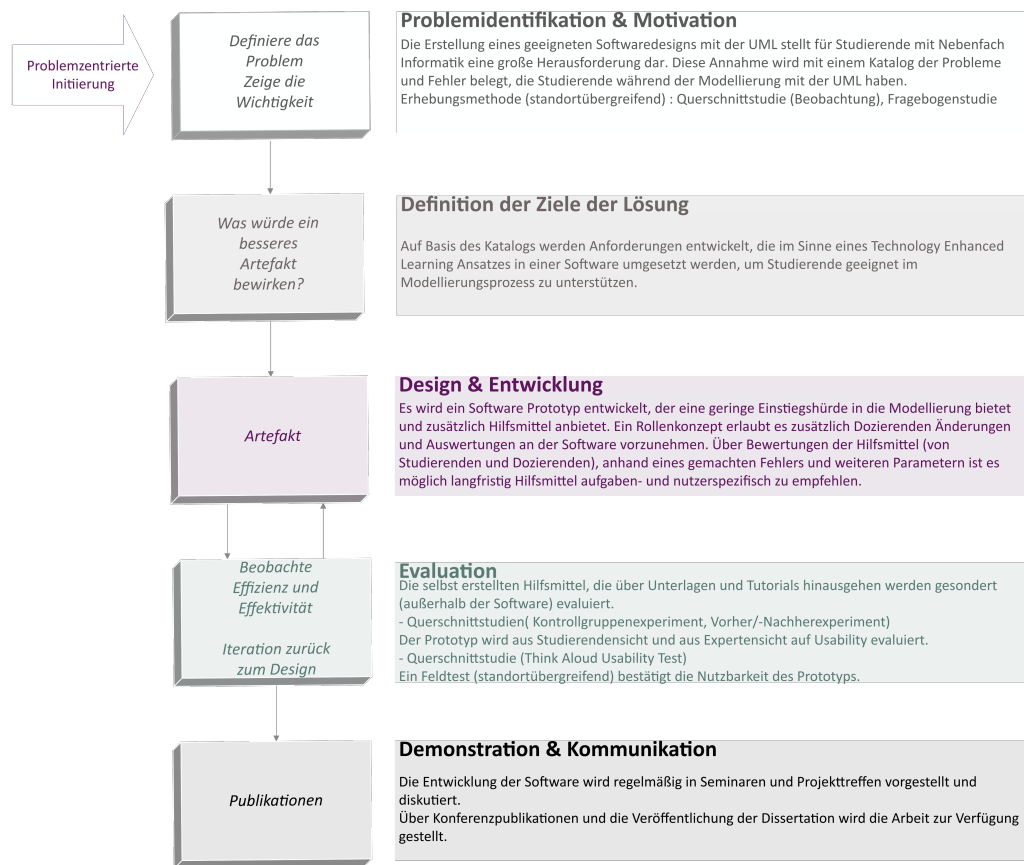 Problemzentrierte
Initiierung
Definiere das
Problem
Zeige die
Wichtigkeit
Problemidentifikation & Motivation
Die Erstellung eines geeigneten Softwaredesigns mit der UML stellt für Studierende mit Nebenfach
Informatik eine große Herausforderung dar. Diese Annahme wird mit einem Katalog der Probleme
und Fehler belegt, die Studierende während der Modellierung mit der UML haben.
Erhebungsmethode (standortübergreifend) : Querschnittstudie (Beobachtung), Fragebogenstudie
Was würde ein
besseres
Artefakt
bewirken?
Definition der Ziele der Lösung
Auf Basis des Katalogs werden Anforderungen entwickelt, die im Sinne eines Technology Enhanced
Learning Ansatzes in einer Software umgesetzt werden, um Studierende geeignet im
Modellierungsprozess zu unterstützen.
Artefakt
Design & Entwicklung
Es wird ein Software Prototyp entwickelt, der eine geringe Einstiegshürde in die Modellierung bietet
und zusätzlich Hilfsmittel anbietet. Ein Rollenkonzept erlaubt es zusätzlich Dozierenden Änderungen
und Auswertungen an der Software vorzunehmen. Über Bewertungen der Hilfsmittel (von
Studierenden und Dozierenden), anhand eines gemachten Fehlers und weiteren Parametern ist es
möglich langfristig Hilfsmittel aufgaben- und nutzerspezifisch zu empfehlen.
Beobachte
Effizienz und
Effektivität
Iteration zurück
zum Design
Evaluation
Die selbst erstellten Hilfsmittel, die über Unterlagen und Tutorials hinausgehen werden gesondert
(außerhalb der Software) evaluiert.
- Querschnittstudien( Kontrollgruppenexperiment, Vorher/-Nachherexperiment)
Der Prototyp wird aus Studierendensicht und aus Expertensicht auf Usability evaluiert.
- Querschnittstudie (Think Aloud Usability Test)
Ein Feldtest (standortübergreifend) bestätigt die Nutzbarkeit des Prototyps.
Publikationen
Demonstration & Kommunikation
Die Entwicklung der Software wird regelmäßig in Seminaren und Projekttreffen vorgestellt und
diskutiert.
Über Konferenzpublikationen und die Veröffentlichung der Dissertation wird die Arbeit zur Verfügung
gestellt.